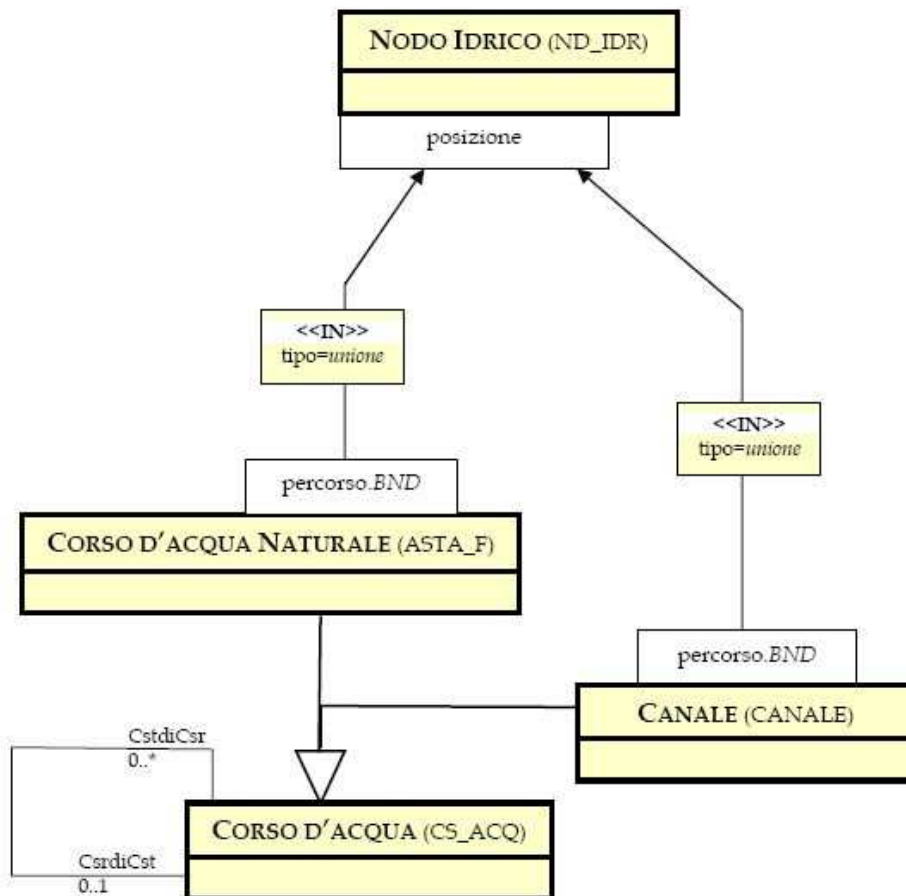 NODO IDRICO (ND_IDR)
posizione
<<IN>>
tipo=unione
<<IN>>
tipo=unione
percorso.BND
CORSO D'ACQUA NATURALE (ASTA_F)
percorso.BND
CANALE (CANALE)
CstdiCsr
0..*
CORSO D'ACQUA (CS_ACQ)
CsrdiCst
0..1